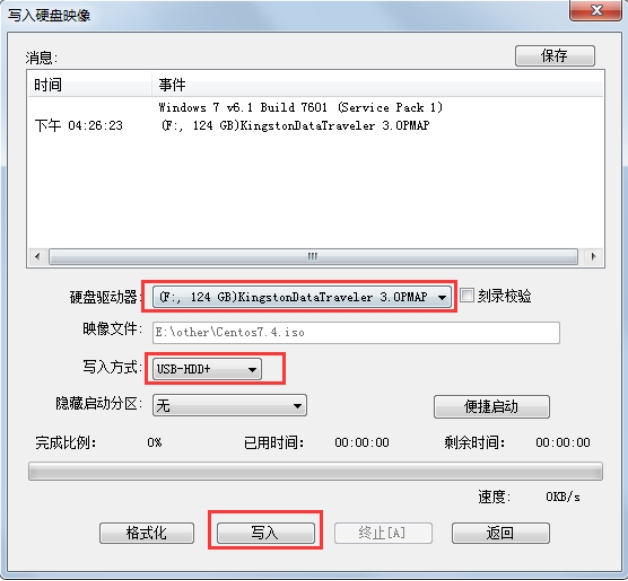 写入硬盘映像
消息:
保存
时间 事件
Windows 7 v6.1 Build 7601 (Service Pack 1)
下午 04:26:23 (F:, 124 GB)KingstonDataTraveler 3.0PMAP
硬盘驱动器: (F:, 124 GB)KingstonDataTraveler 3.0PMAP 刻录校验
映像文件: E:\other\Centos7.4.iso
写入方式: USB-HDD+
隐藏启动分区: 无 便捷启动
完成比例: 0% 已用时间: 00:00:00 剩余时间: 00:00:00
速度: 0KB/s
格式化 写入 终止[A] 返回